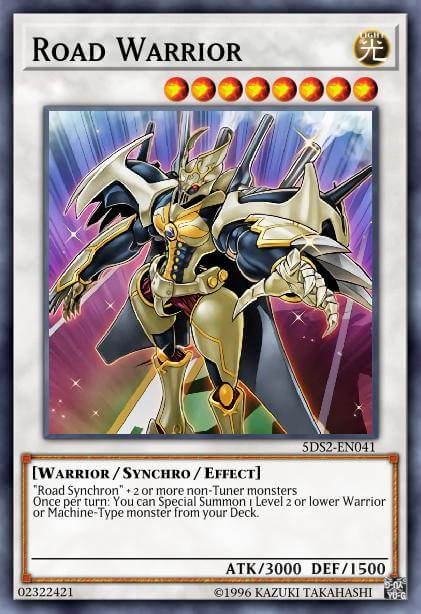 ROAD WARRIOR
LIGHT
光
5DS2-EN041
[WARRIOR / SYNCHRO / EFFECT]
"Road Synchron" + 2 or more non-Tuner monsters
Once per turn: You can Special Summon 1 Level 2 or lower Warrior
or Machine-Type monster from your Deck.
ATK/3000 DEF/1500
02322421
©1996 KAZUKI TAKAHASHI